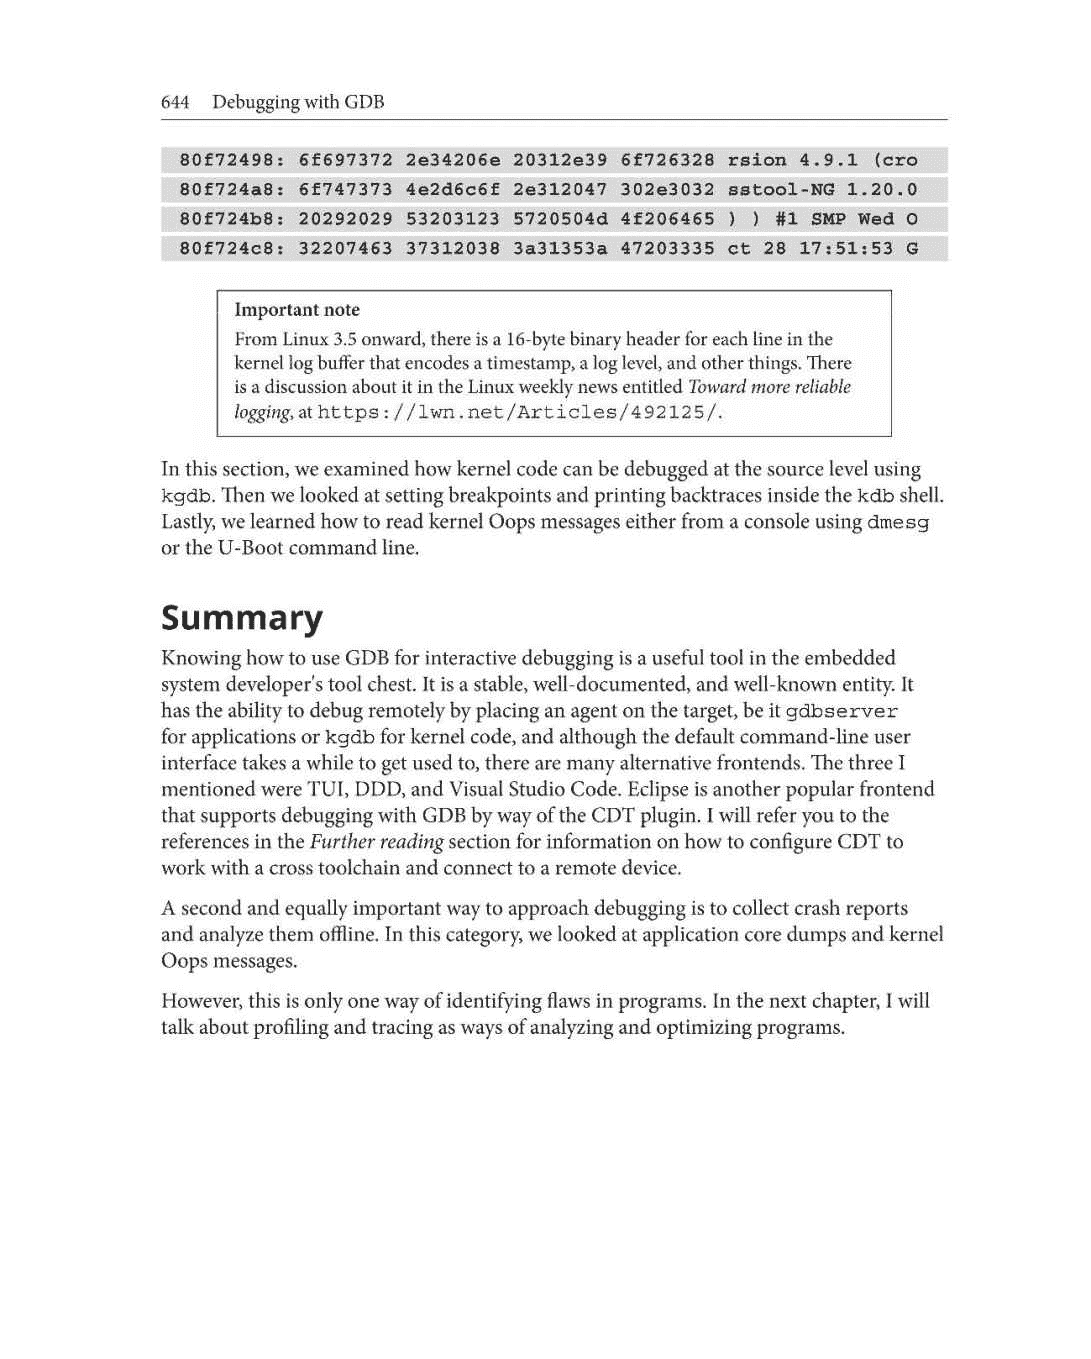 644 Debugging with GDB
80f72498: 6f697372 2e34206e 20312e39 6f726328 rsion 4.9.1 (cro
80f724a8: 6f747373 4e2d6c6f 2e312047 302e3032 sstool-NG 1.20.0
80f724b8: 20292029 53203123 5720504d 4f206465 ) ) #1 SMP Wed O
80f724c8: 32207463 37312038 3a31353a 47203335 ct 28 17:51:53 G
Important note
From Linux 3.5 onward, there is a 16-byte binary header for each line in the
kernel log buffer that encodes a timestamp, a log level, and other things. There
is a discussion about it in the Linux weekly news entitled Toward more reliable
logging, at https://lwn.net/Articles/492125/.
In this section, we examined how kernel code can be debugged at the source level using
kgdb. Then we looked at setting breakpoints and printing backtraces inside the kdb shell.
Lastly, we learned how to read kernel Oops messages either from a console using dmesg
or the U-Boot command line.
Summary
Knowing how to use GDB for interactive debugging is a useful tool in the embedded
system developer's tool chest. It is a stable, well-documented, and well-known entity. It
has the ability to debug remotely by placing an agent on the target, be it gdbserver
for applications or kgdb for kernel code, and although the default command-line user
interface takes a while to get used to, there are many alternative frontends. The three I
mentioned were TUI, DDD, and Visual Studio Code. Eclipse is another popular frontend
that supports debugging with GDB by way of the CDT plugin. I will refer you to the
references in the Further reading section for information on how to configure CDT to
work with a cross toolchain and connect to a remote device.
A second and equally important way to approach debugging is to collect crash reports
and analyze them offline. In this category, we looked at application core dumps and kernel
Oops messages.
However, this is only one way of identifying flaws in programs. In the next chapter, I will
talk about profiling and tracing as ways of analyzing and optimizing programs.